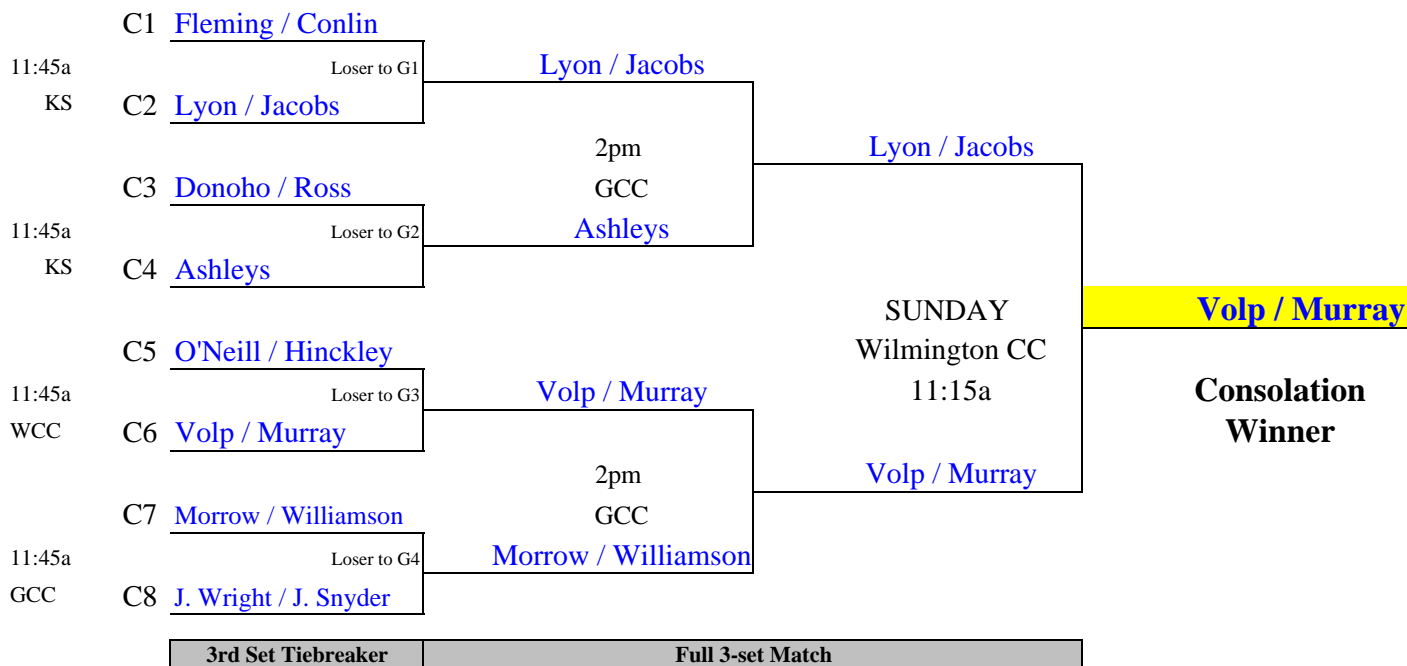 C1 Fleming / Conlin
11:45a Loser to G1 Lyon / Jacobs
KS C2 Lyon / Jacobs
2pm Lyon / Jacobs
C3 Donoho / Ross GCC
11:45a Loser to G2 Ashleys
KS C4 Ashleys
SUNDAY Volp / Murray
C5 O'Neill / Hinckley Wilmington CC
11:45a Loser to G3 Volp / Murray 11:15a Consolation
WCC C6 Volp / Murray Winner
2pm Volp / Murray
C7 Morrow / Williamson GCC
11:45a Loser to G4 Morrow / Williamson
GCC C8 J. Wright / J. Snyder
3rd Set Tiebreaker Full 3-set Match